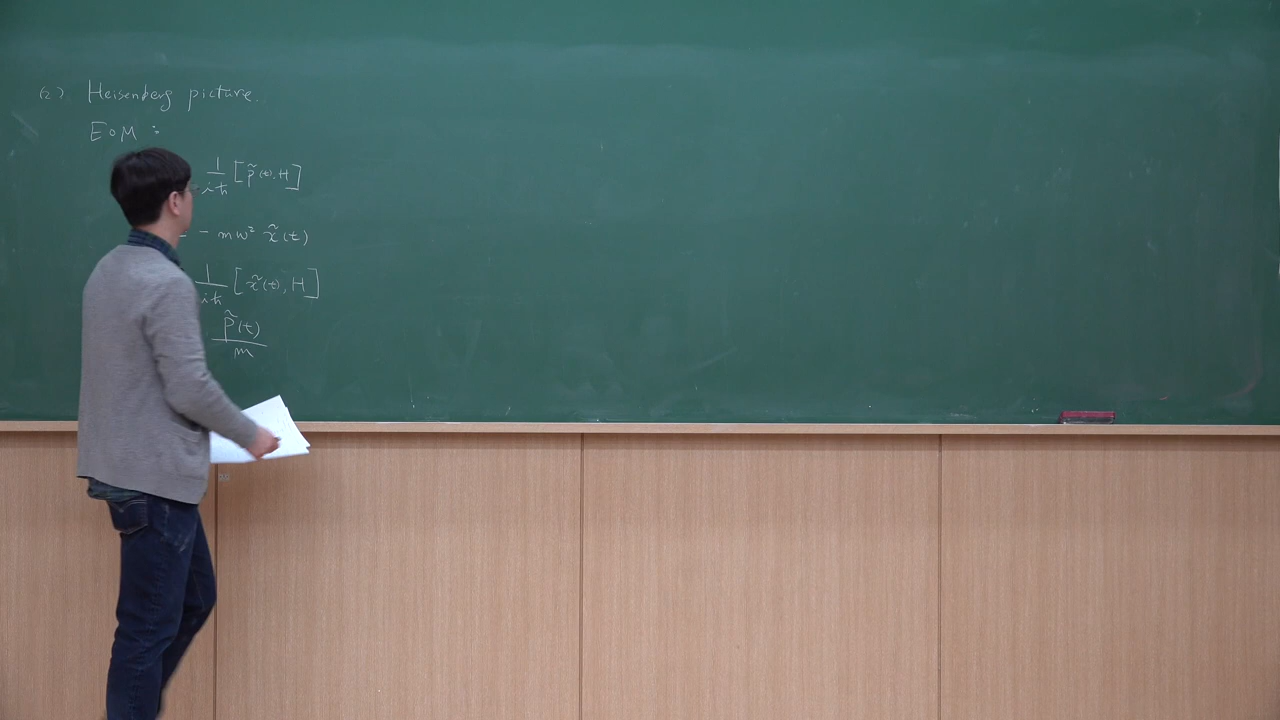 (2) Heisenberg picture.
EOM :
1/iħ [p̃(t), H]
= - mω² x̃(t)
1/iħ [x̃(t), H]
p̃(t)/m